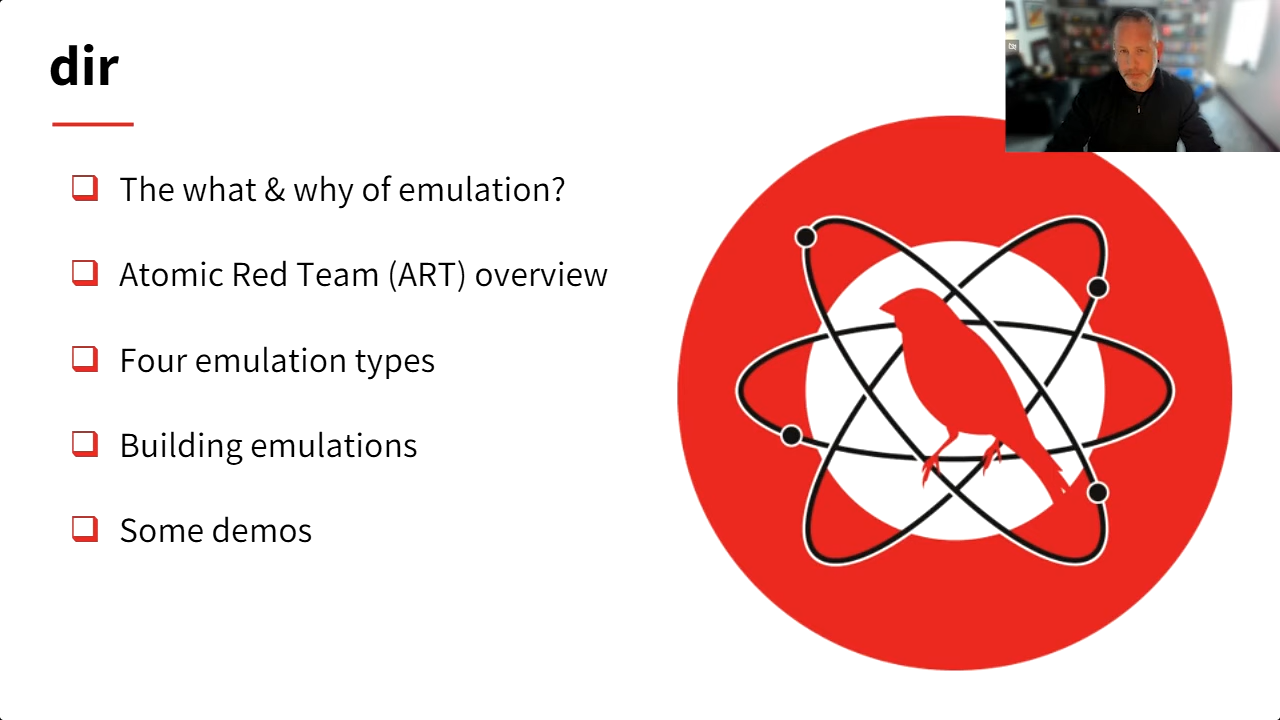 dir
The what & why of emulation?
Atomic Red Team (ART) overview
Four emulation types
Building emulations
Some demos